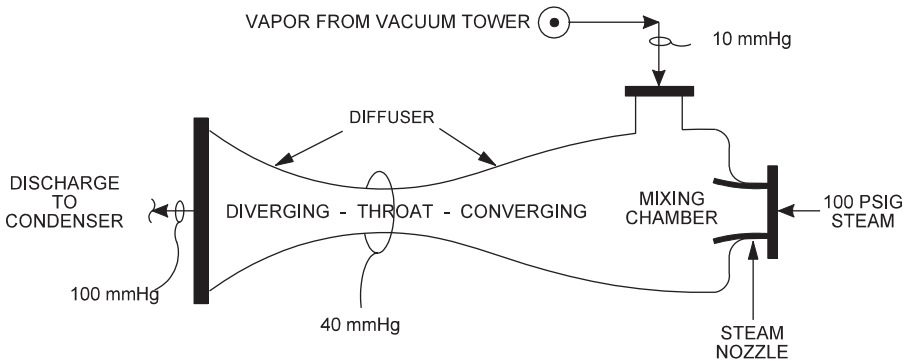 VAPOR FROM VACUUM TOWER
10 mmHg
DIFFUSER
DISCHARGE
TO
CONDENSER
DIVERGING - THROAT - CONVERGING
MIXING
CHAMBER
100 PSIG
STEAM
100 mmHg
40 mmHg
STEAM
NOZZLE